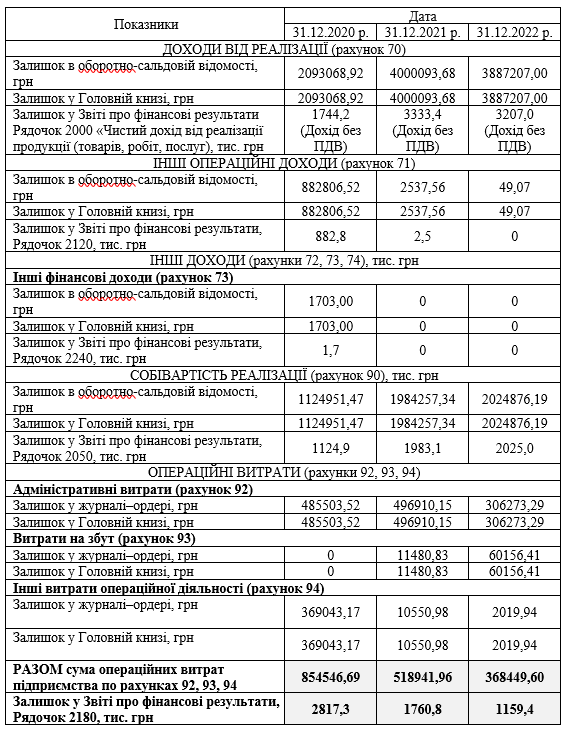 Показники
Дата
31.12.2020 р. 31.12.2021 р. 31.12.2022 р.
ДОХОДИ ВІД РЕАЛІЗАЦІЇ (рахунок 70)
Залишок в оборотно-сальдовій відомості,
грн
2093068,92 4000093,68 3887207,00
Залишок у Головній книзі, грн 2093068,92 4000093,68 3887207,00
Залишок у Звіті про фінансові результати
Рядочок 2000 «Чистий дохід від реалізації
продукції (товарів, робіт, послуг), тис. грн
1744,2
(Дохід без
ПДВ)
3333,4
(Дохід без
ПДВ)
3207,0
(Дохід без
ПДВ)
ІНШІ ОПЕРАЦІЙНІ ДОХОДИ (рахунок 71)
Залишок в оборотно-сальдовій відомості,
грн
882806,52 2537,56 49,07
Залишок у Головній книзі, грн 882806,52 2537,56 49,07
Залишок у Звіті про фінансові результати,
Рядочок 2120, тис. грн
882,8 2,5 0
ІНШІ ДОХОДИ (рахунки 72, 73, 74), тис. грн
Інші фінансові доходи (рахунок 73)
Залишок в оборотно-сальдовій відомості,
грн
1703,00 0 0
Залишок у Головній книзі, грн 1703,00 0 0
Залишок у Звіті про фінансові результати,
Рядочок 2240, тис. грн
1,7 0 0
СОБІВАРТІСТЬ РЕАЛІЗАЦІЇ (рахунок 90), тис. грн
Залишок в оборотно-сальдовій відомості,
грн
1124951,47 1984257,34 2024876,19
Залишок у Головній книзі, грн 1124951,47 1984257,34 2024876,19
Залишок у Звіті про фінансові результати,
Рядочок 2050, тис. грн
1124,9 1983,1 2025,0
ОПЕРАЦІЙНІ ВИТРАТИ (рахунки 92, 93, 94)
Адміністративні витрати (рахунок 92)
Залишок у журналі–ордері, грн 485503,52 496910,15 306273,29
Залишок у Головній книзі, грн 485503,52 496910,15 306273,29
Витрати на збут (рахунок 93)
Залишок у журналі–ордері, грн 0 11480,83 60156,41
Залишок у Головній книзі, грн 0 11480,83 60156,41
Інші витрати операційної діяльності (рахунок 94)
Залишок у журналі–ордері, грн 369043,17 10550,98 2019,94
Залишок у Головній книзі, грн 369043,17 10550,98 2019,94
РАЗОМ сума операційних витрат
підприємства по рахунках 92, 93, 94
854546,69 518941,96 368449,60
Залишок у Звіті про фінансові результати,
Рядочок 2180, тис. грн
2817,3 1760,8 1159,4